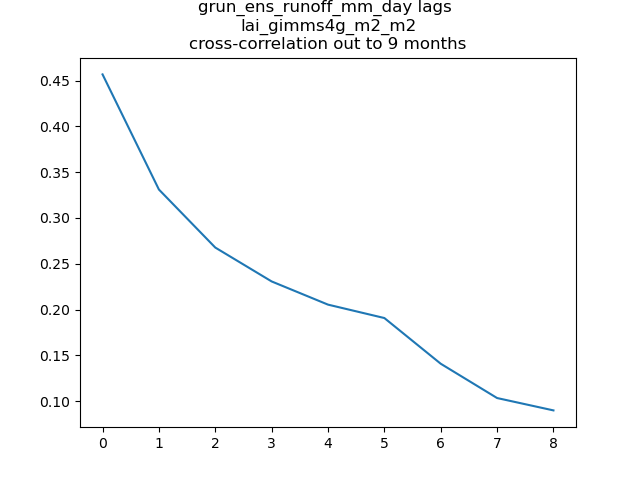 grun_ens_runoff_mm_day lags
lai_gimms4g_m2_m2
cross-correlation out to 9 months
0.45
0.40
0.35
0.30
0.25
0.20
0.15
0.10
0 1 2 3 4 5 6 7 8